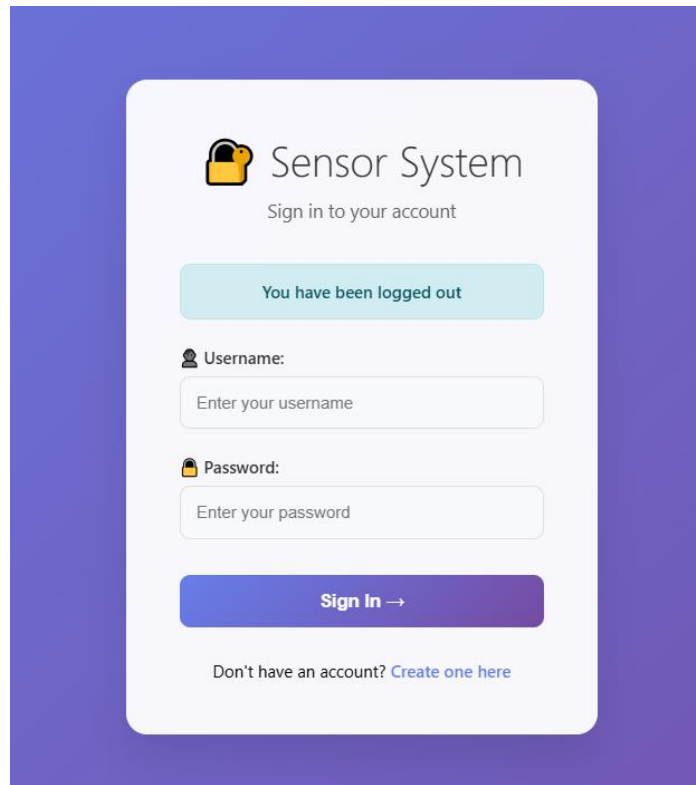 Sensor System
Sign in to your account
You have been logged out
Username:
Enter your username
Password:
Enter your password
Sign In →
Don't have an account? Create one here